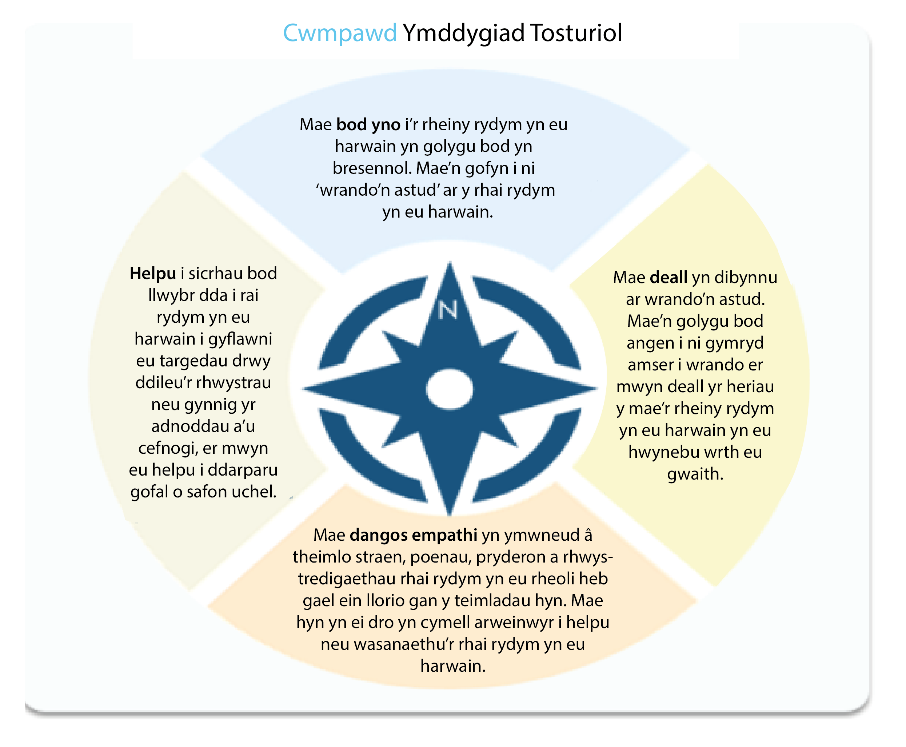 Cwmpawd Ymddygiad Tosturiol
Mae bod yno i'r rheiny rydym yn eu
harwain yn golygu bod yn
bresennol. Mae'n gofyn i ni
'wrando'n astud' ar y rhai rydym
yn eu harwain.
Mae deall yn dibynnu
ar wrando'n astud.
Mae'n golygu bod
angen i ni gymryd
amser i wrando er
mwyn deall yr heriau
y mae'r rheiny rydym
yn eu harwain yn eu
hwynebu wrth eu
gwaith.
Mae dangos empathi yn ymwneud â
theimlo straen, poenau, pryderon a rhwys-
tredigaethau rhai rydym yn eu rheoli heb
gael ein llorio gan y teimladau hyn. Mae
hyn yn ei dro yn cymell arweinwyr i helpu
neu wasanaethu'r rhai rydym yn eu
harwain.
Helpu i sicrhau bod
llwybr dda i rai
rydym yn eu
harwain i gyflawni
eu targedau drwy
ddileu'r rhwystrau
neu gynnig yr
adnoddau a'u
cefnogi, er mwyn
eu helpu i ddarparu
gofal o safon uchel.
N